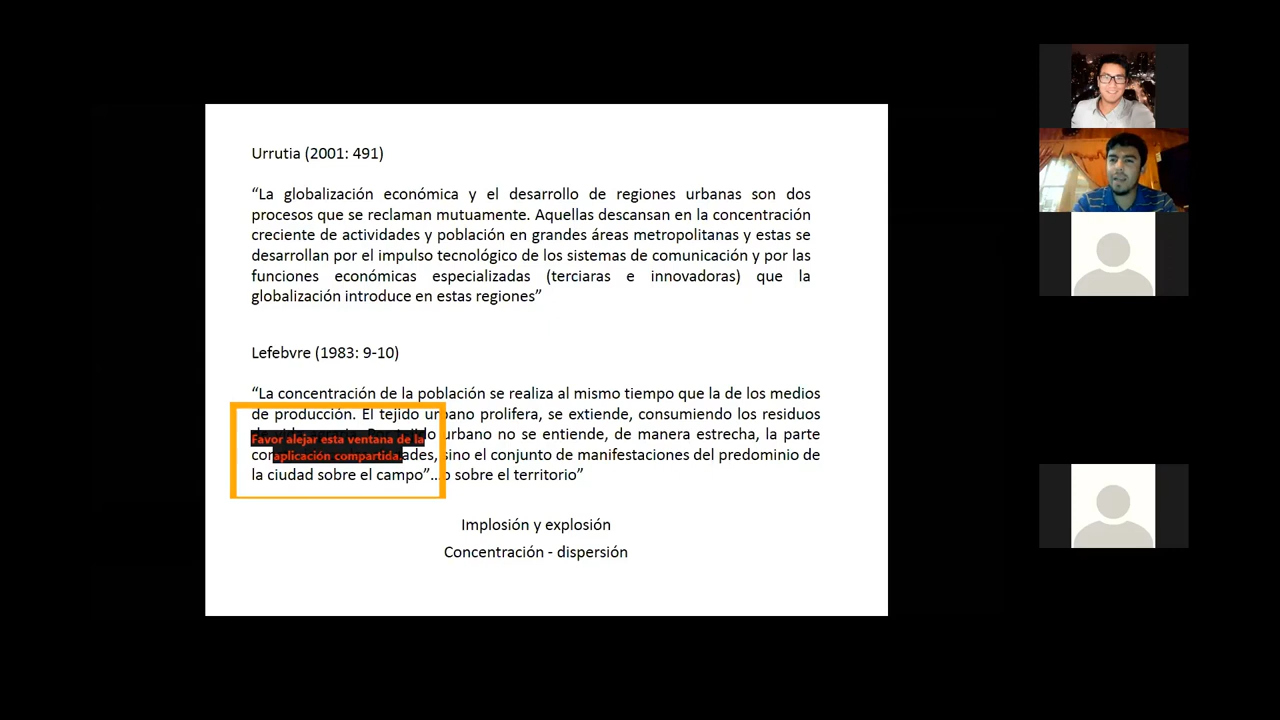 Urrutia (2001: 491)
“La globalización económica y el desarrollo de regiones urbanas son dos
procesos que se reclaman mutuamente. Aquellas descansan en la concentración
creciente de actividades y población en grandes áreas metropolitanas y estas se
desarrollan por el impulso tecnológico de los sistemas de comunicación y por las
funciones económicas especializadas (terciaras e innovadoras) que la
globalización introduce en estas regiones”
Lefebvre (1983: 9-10)
“La concentración de la población se realiza al mismo tiempo que la de los medios
de producción. El tejido urbano prolifera, se extiende, consumiendo los residuos
urbano no se entiende, de manera estrecha, la parte
sino el conjunto de manifestaciones del predominio de
la ciudad sobre el campo”...o sobre el territorio”
Favor alejar esta ventana de la
aplicación compartida.
Implosión y explosión
Concentración - dispersión